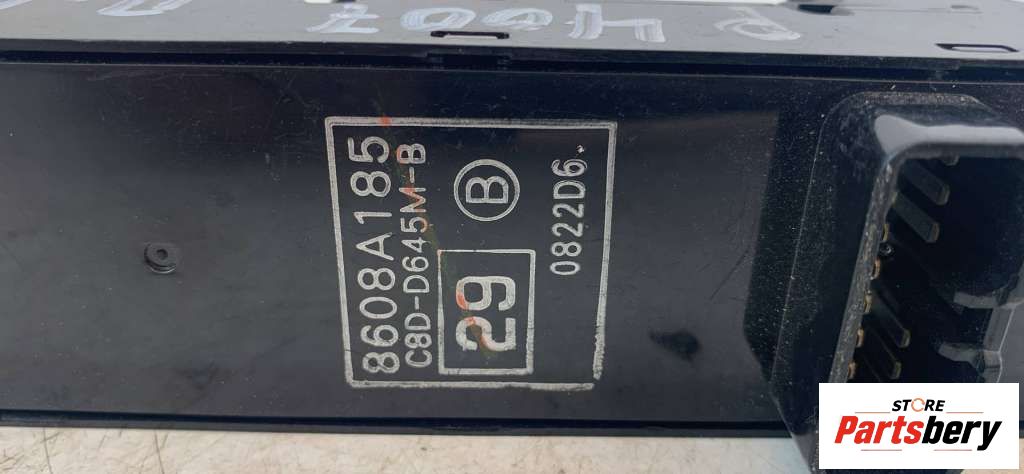 8608A185
C8D-D645M-B
29
B
0822D6.
STORE
Partsbery